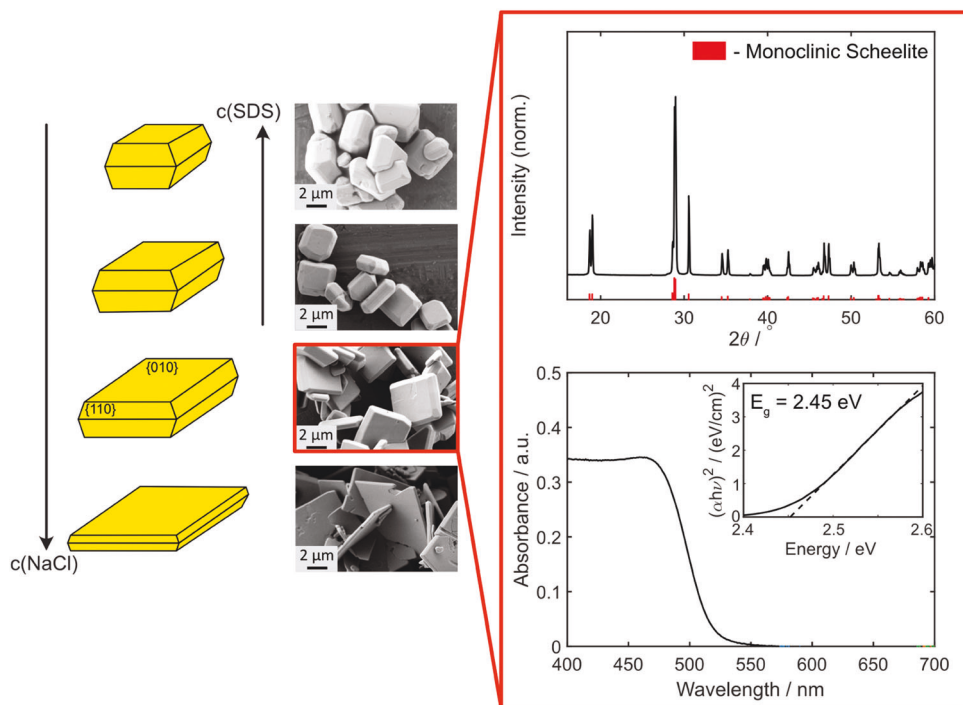 c(SDS)
2 µm
2 µm
{010}
{110}
2 µm
2 µm
c(NaCl)
- Monoclinic Scheelite
Intensity (norm.)
20 30 40 50 60
2θ / °
0.5
0.4
0.3
0.2
0.1
0
Absorbance / a.u.
400 450 500 550 600 650 700
Wavelength / nm
E_g = 2.45 eV
4
3
2
1
0
(αhν)² / (eV/cm)²
2.4 2.5 2.6
Energy / eV